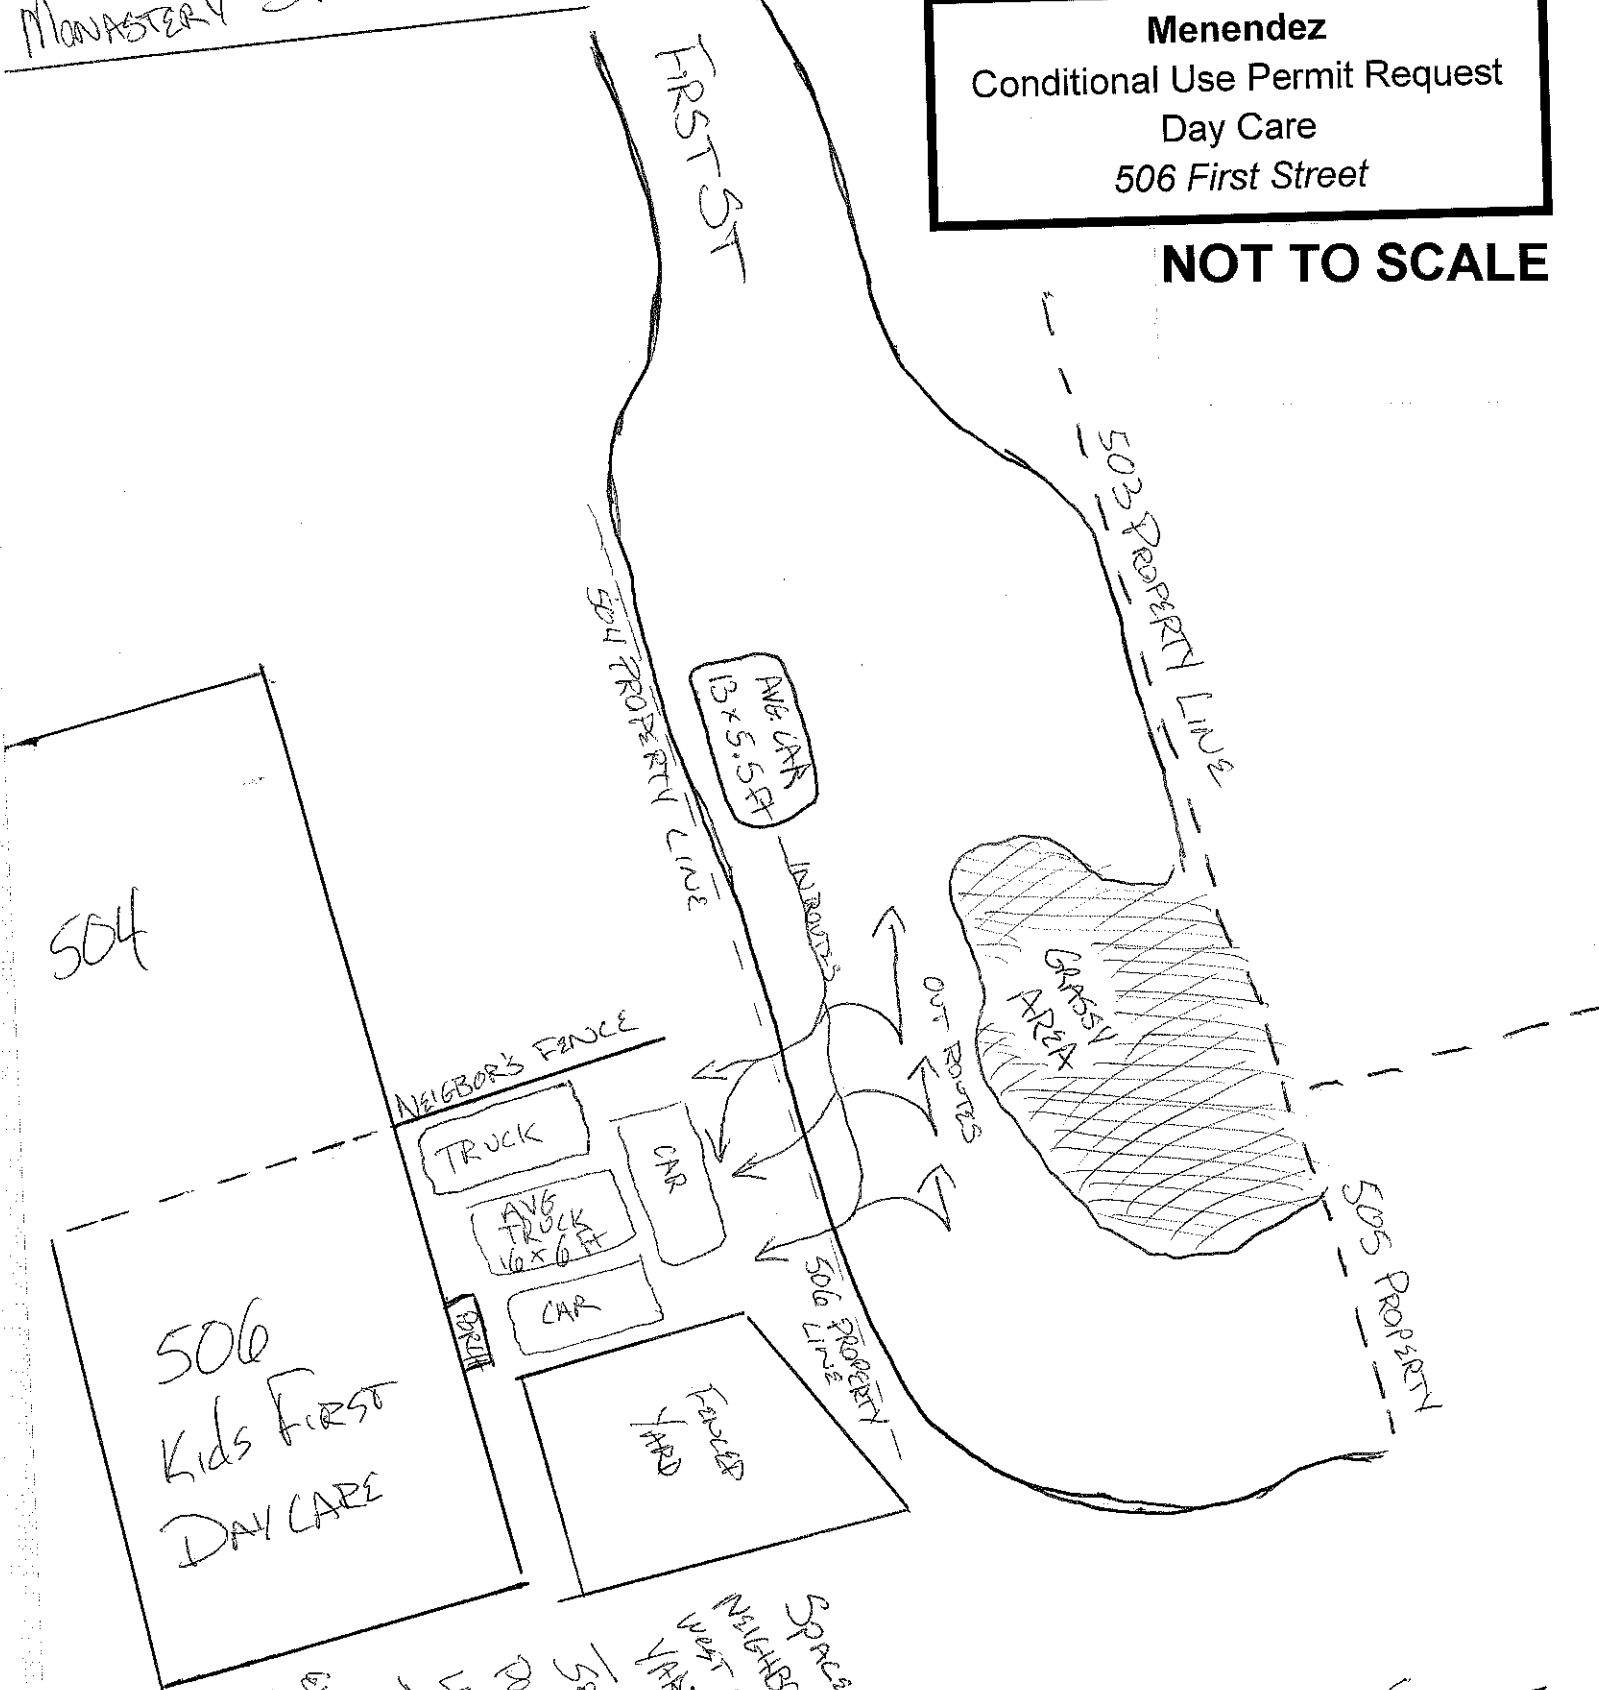 MONASTERY
Menendez
Conditional Use Permit Request
Day Care
506 First Street
NOT TO SCALE
FIRST ST
503 PROPERTY LINE
504 PROPERTY LINE
AVG. CAR
13 x 5.5 ft
IN ROUTES
OUT ROUTES
GRASSY
AREA
504
NEIGBOR'S FENCE
TRUCK
CAR
AVG
TRUCK
16 x 6 ft
CAR
PORCH
506
Kids FIRST
DAYCARE
FENCED
YARD
506 PROPERTY
LINE
505 PROPERTY
SPACE
WEST